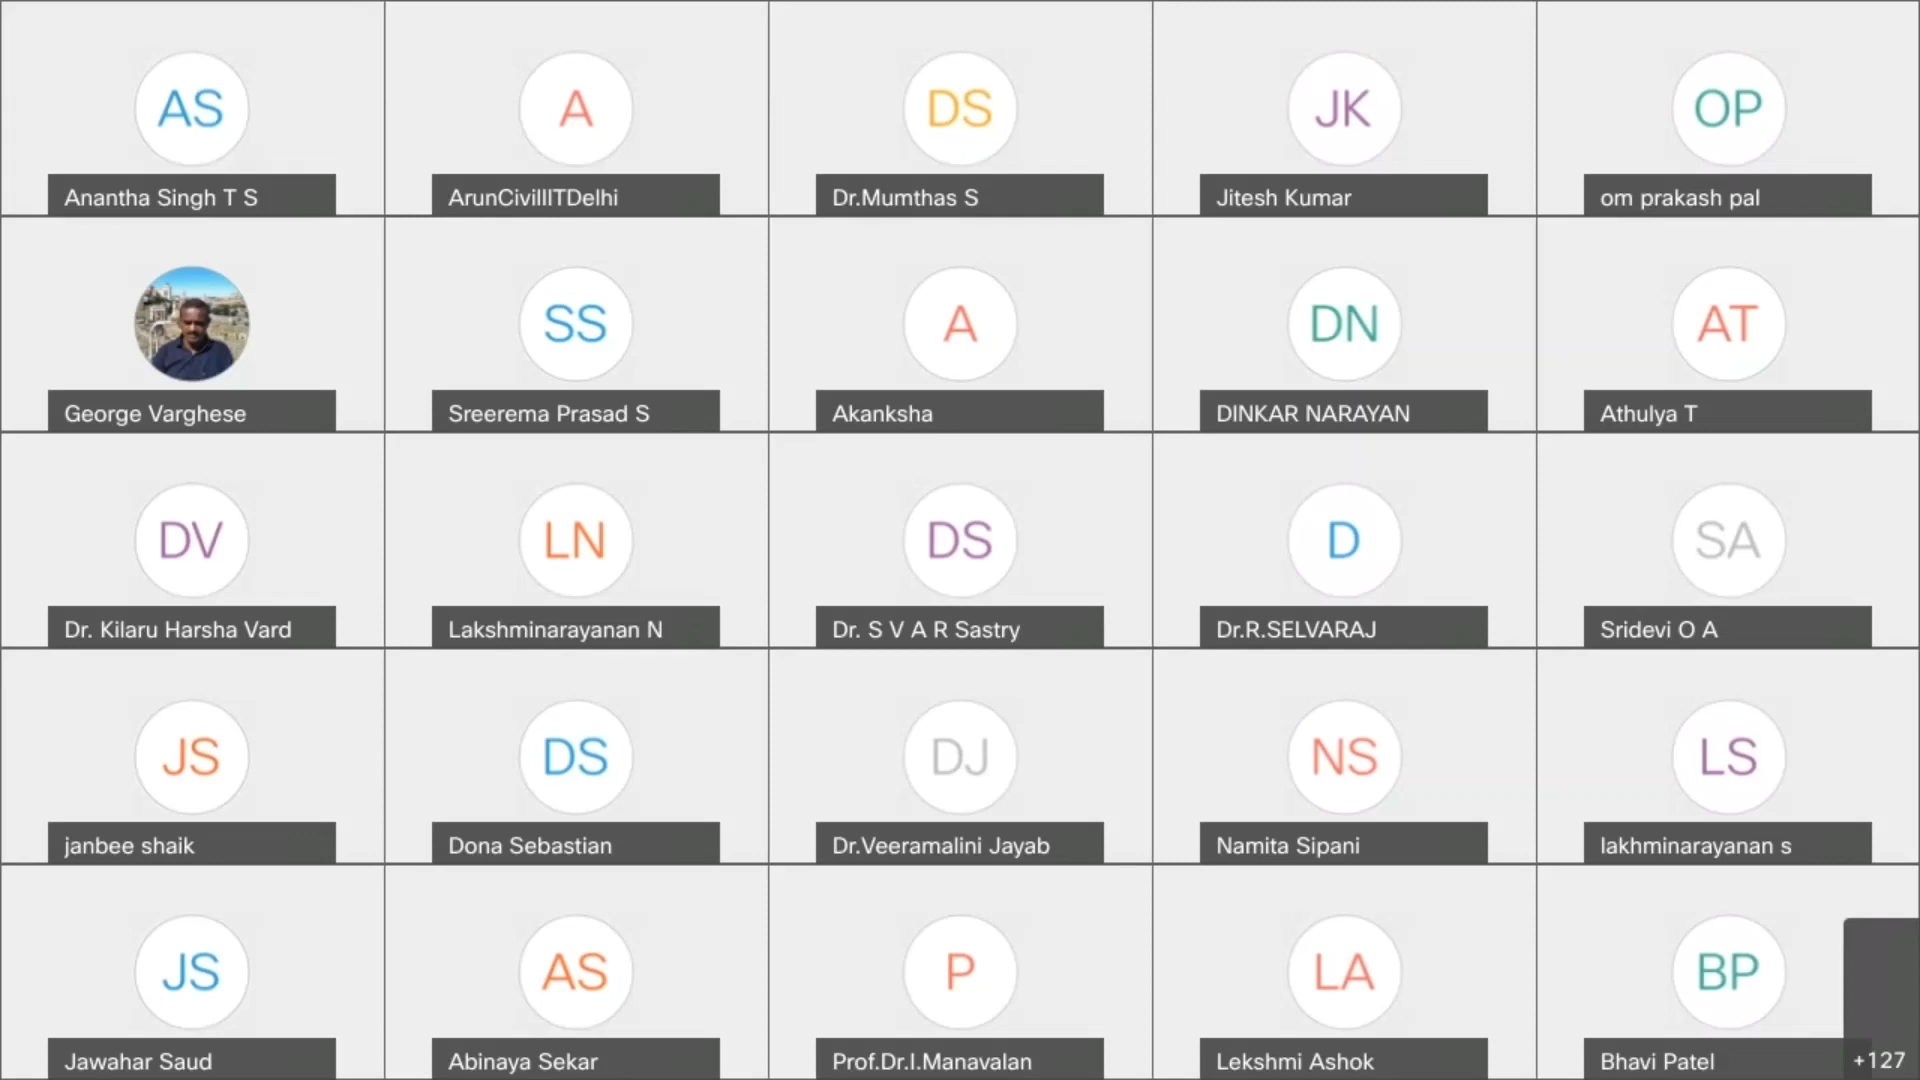 AS
A
DS
JK
OP
Anantha Singh T S
ArunCivilIITDelhi
Dr.Mumthas S
Jitesh Kumar
om prakash pal
SS
A
DN
AT
George Varghese
Sreerema Prasad S
Akanksha
DINKAR NARAYAN
Athulya T
DV
LN
DS
D
SA
Dr. Kilaru Harsha Vard
Lakshminarayanan N
Dr. S V A R Sastry
Dr.R.SELVARAJ
Sridevi O A
JS
DS
DJ
NS
LS
janbee shaik
Dona Sebastian
Dr.Veeramalini Jayab
Namita Sipani
lakhminarayanan s
JS
AS
P
LA
BP
Jawahar Saud
Abinaya Sekar
Prof.Dr.I.Manavalan
Lekshmi Ashok
Bhavi Patel
+127